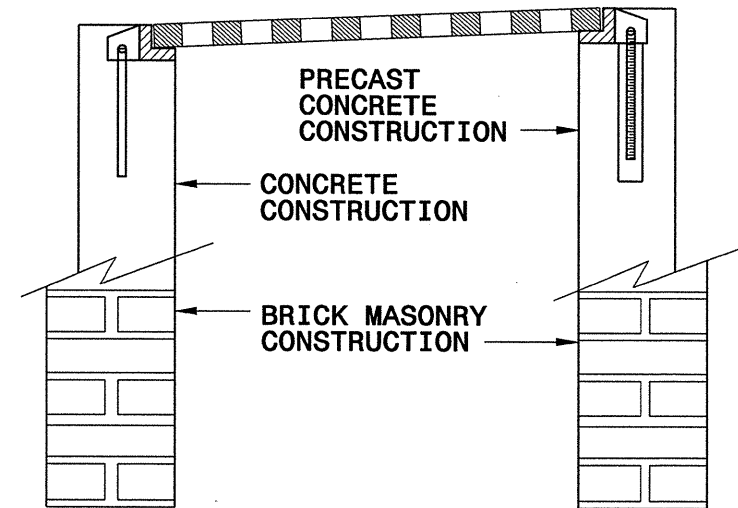 PRECAST
CONCRETE
CONSTRUCTION
CONCRETE
CONSTRUCTION
BRICK MASONRY
CONSTRUCTION